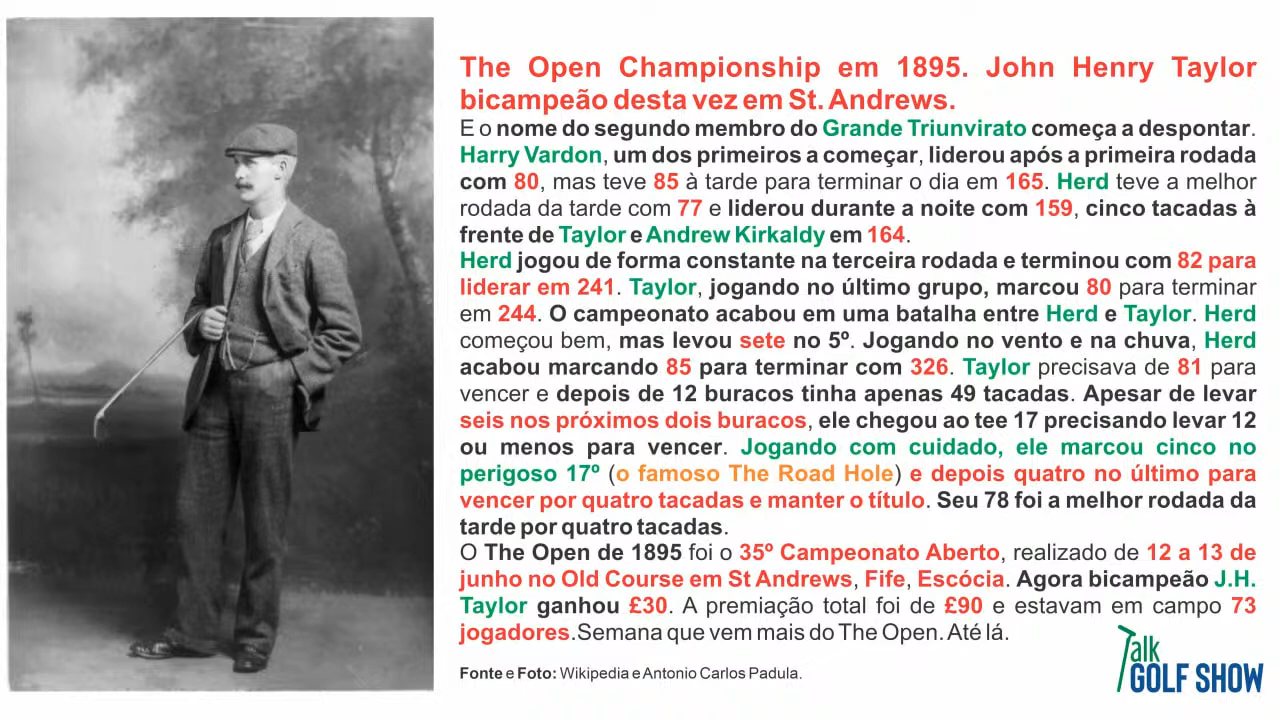 The Open Championship em 1895. John Henry Taylor
bicampeão desta vez em St. Andrews.
E o nome do segundo membro do Grande Triunvirato começa a despontar.
Harry Vardon, um dos primeiros a começar, liderou após a primeira rodada
com 80, mas teve 85 à tarde para terminar o dia em 165. Herd teve a melhor
rodada da tarde com 77 e liderou durante a noite com 159, cinco tacadas à
frente de Taylor e Andrew Kirkaldy em 164.
Herd jogou de forma constante na terceira rodada e terminou com 82 para
liderar em 241. Taylor, jogando no último grupo, marcou 80 para terminar
em 244. O campeonato acabou em uma batalha entre Herd e Taylor. Herd
começou bem, mas levou sete no 5º. Jogando no vento e na chuva, Herd
acabou marcando 85 para terminar com 326. Taylor precisava de 81 para
vencer e depois de 12 buracos tinha apenas 49 tacadas. Apesar de levar
seis nos próximos dois buracos, ele chegou ao tee 17 precisando levar 12
ou menos para vencer. Jogando com cuidado, ele marcou cinco no
perigoso 17º (o famoso The Road Hole) e depois quatro no último para
vencer por quatro tacadas e manter o título. Seu 78 foi a melhor rodada da
tarde por quatro tacadas.
O The Open de 1895 foi o 35º Campeonato Aberto, realizado de 12 a 13 de
junho no Old Course em St Andrews, Fife, Escócia. Agora bicampeão J.H.
Taylor ganhou £30. A premiação total foi de £90 e estavam em campo 73
jogadores.Semana que vem mais do The Open. Até lá.
Fonte e Foto: Wikipedia e Antonio Carlos Padula.
Talk
GOLF SHOW